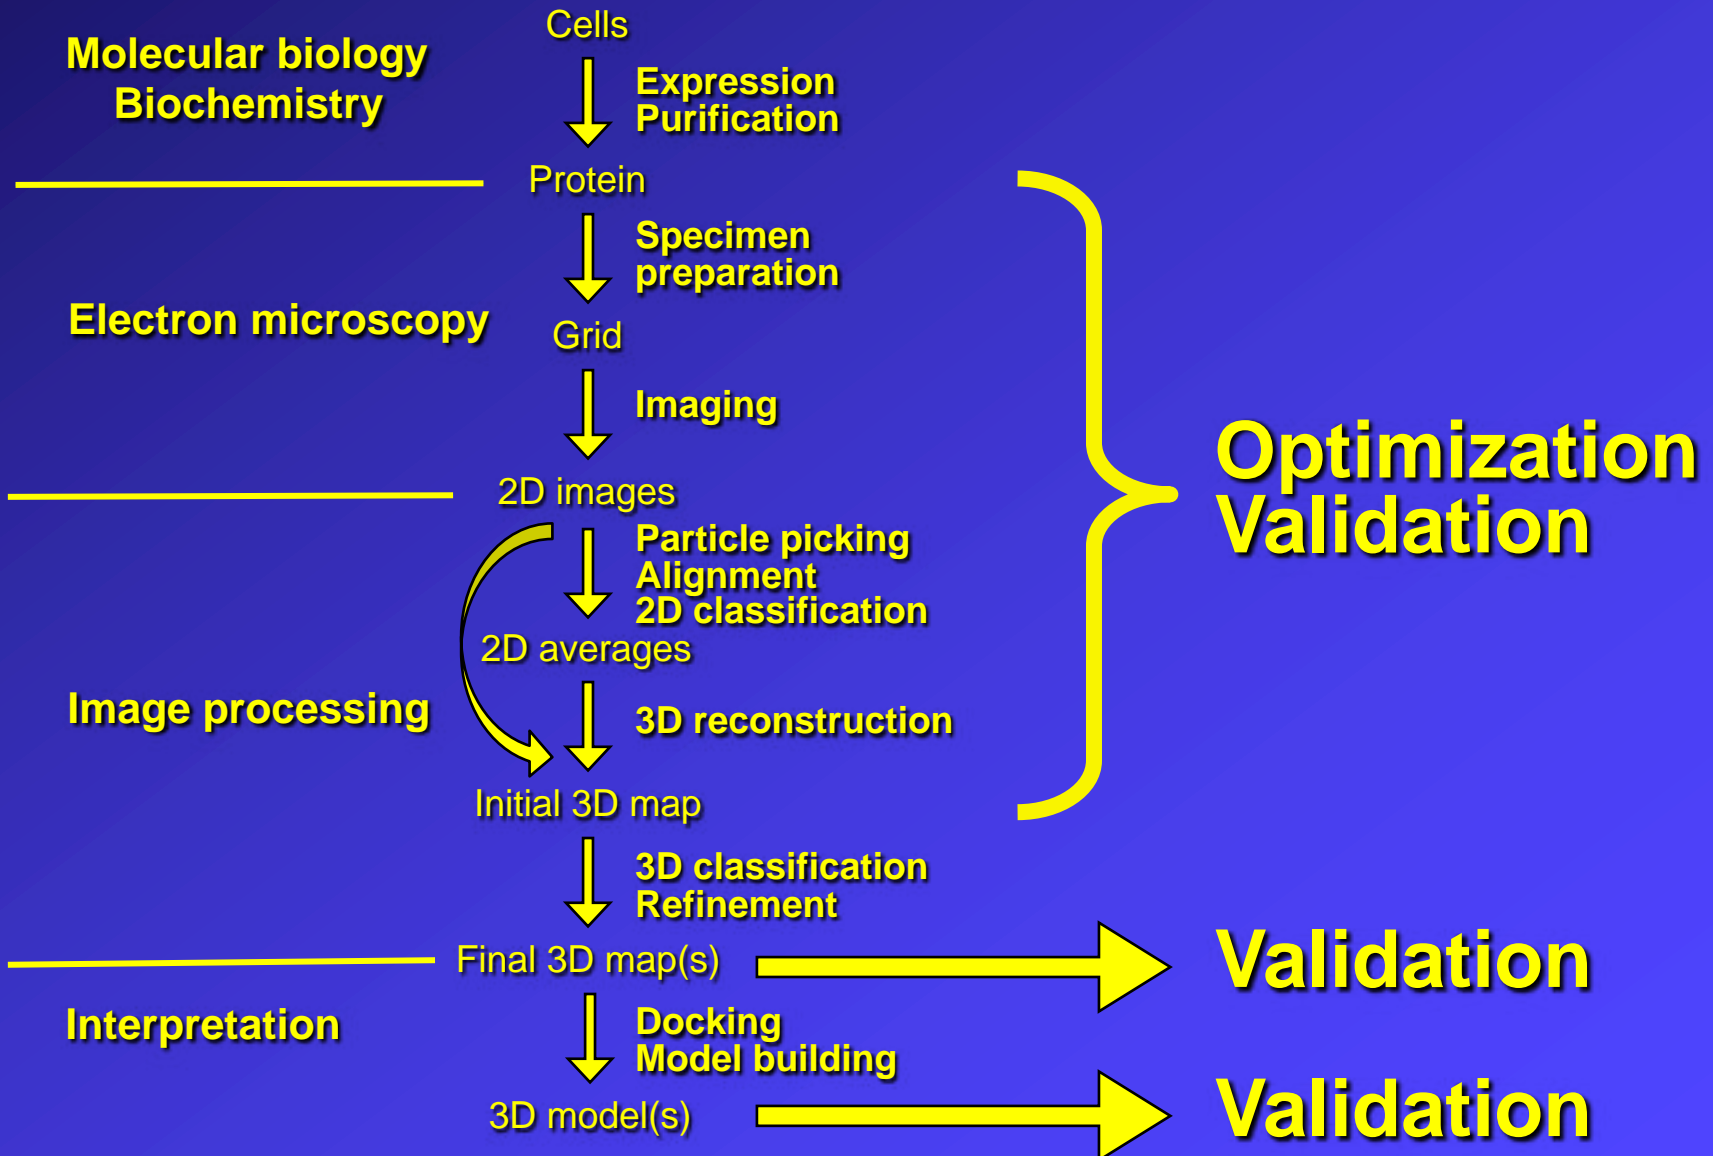 Cells
Molecular biology
Biochemistry
Expression
Purification
Protein
Specimen
preparation
Electron microscopy
Grid
Imaging
Optimization
Validation
2D images
Particle picking
Alignment
2D classification
2D averages
Image processing
3D reconstruction
Initial 3D map
3D classification
Refinement
Final 3D map(s)
Validation
Interpretation
Docking
Model building
3D model(s)
Validation